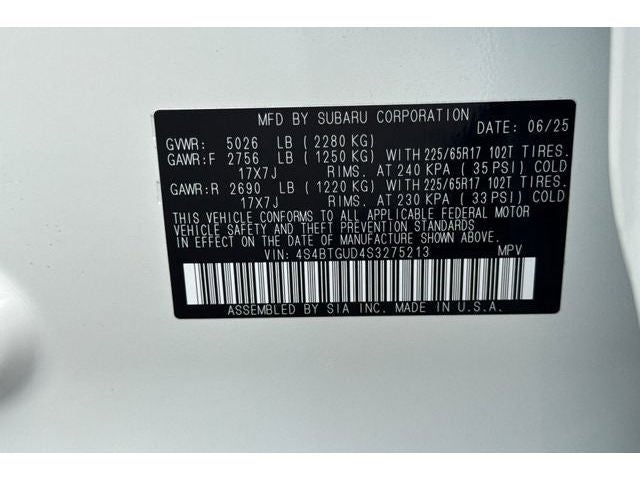 MFD BY SUBARU CORPORATION
DATE: 06/25
GVWR: 5026 LB (2280 KG)
GAWR:F 2756 LB (1250 KG) WITH 225/65R17 102T TIRES.
17X7J RIMS. AT 240 KPA (35 PSI) COLD
GAWR:R 2690 LB (1220 KG) WITH 225/65R17 102T TIRES.
17X7J RIMS. AT 230 KPA (33 PSI) COLD
THIS VEHICLE CONFORMS TO ALL APPLICABLE FEDERAL MOTOR
VEHICLE SAFETY AND THEFT PREVENTION STANDARDS
IN EFFECT ON THE DATE OF MANUFACTURE SHOWN ABOVE.
VIN: 4S4BTGUD4S3275213 MPV
ASSEMBLED BY SIA INC. MADE IN U.S.A.